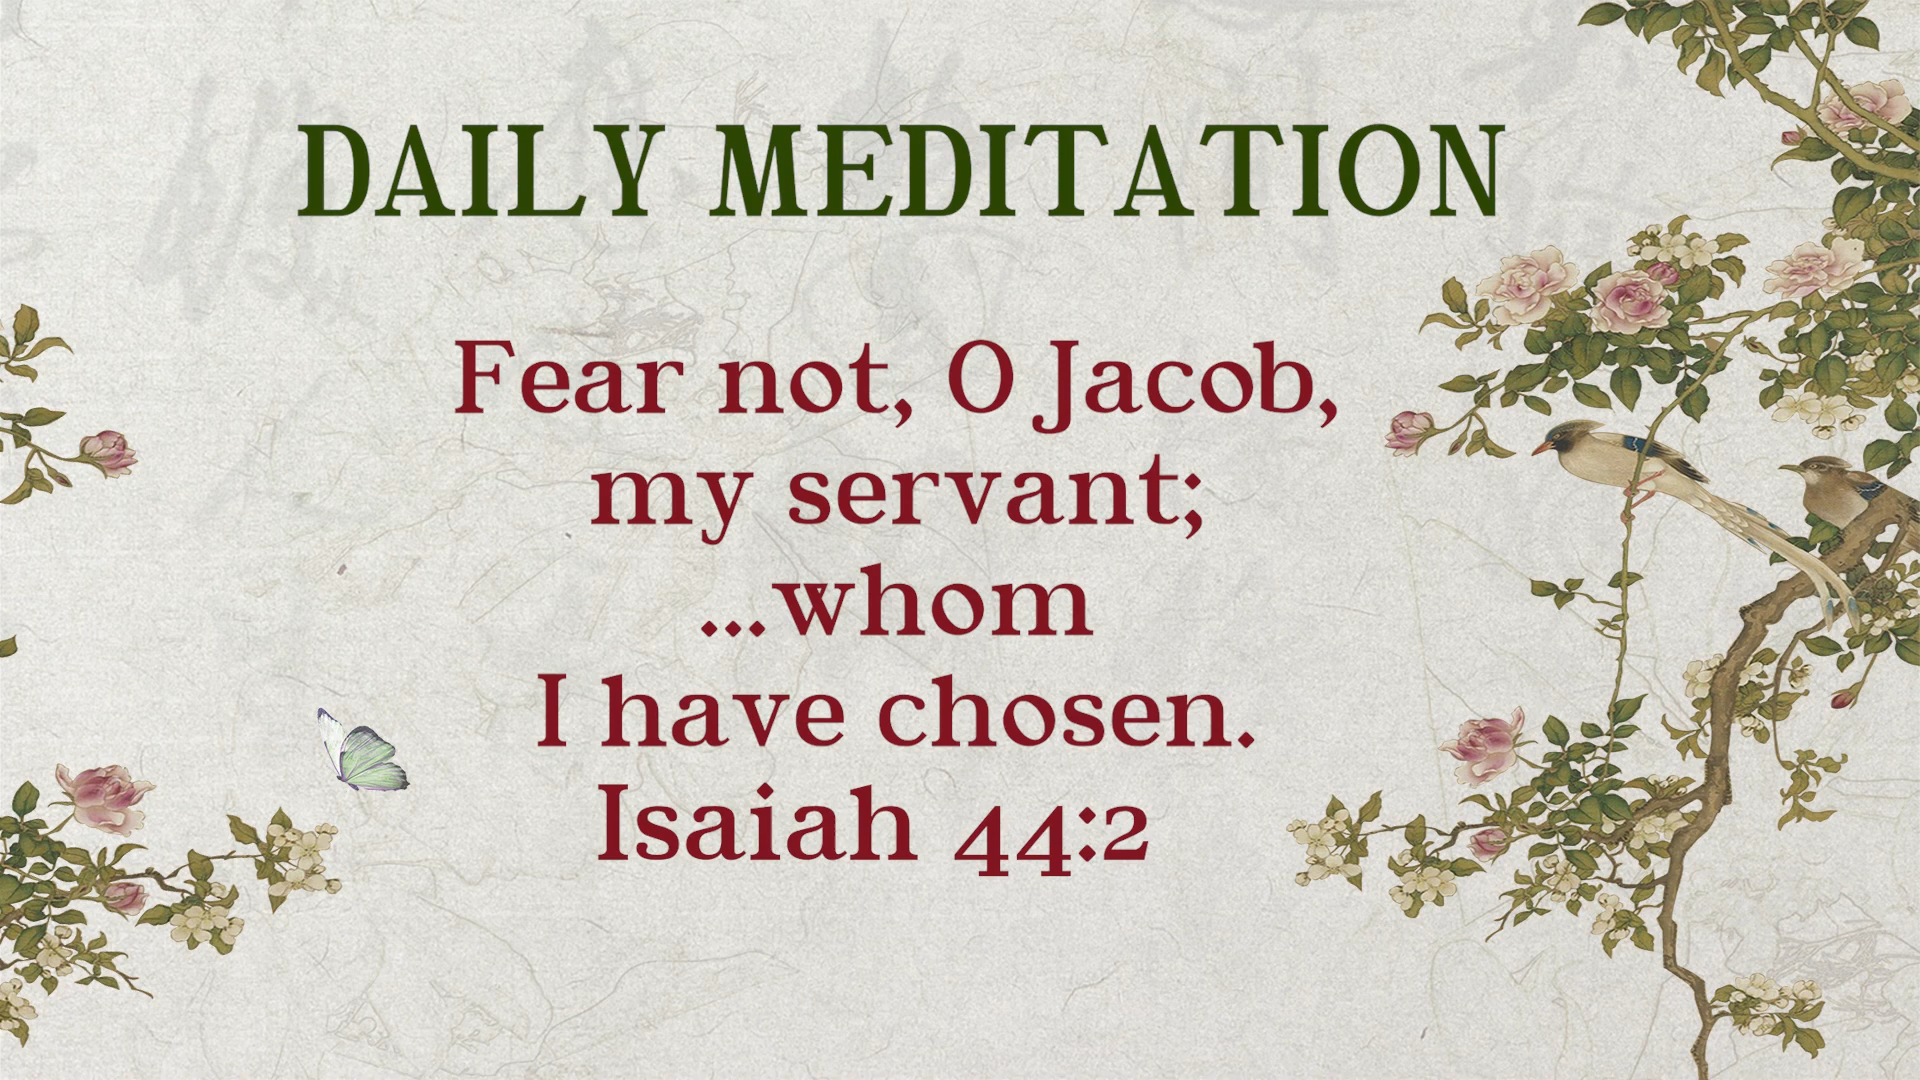 DAILY MEDITATION
Fear not, O Jacob,
my servant;
...whom
I have chosen.
Isaiah 44:2